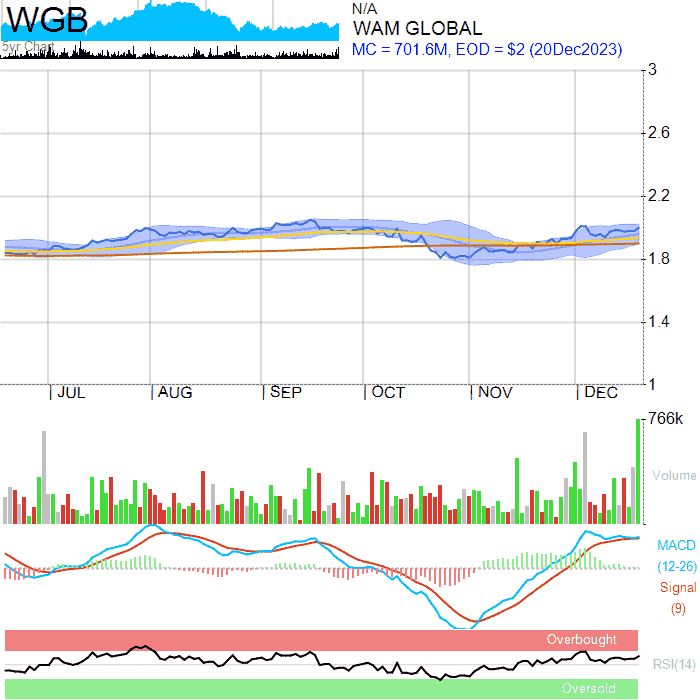 WGB
5yr Chart
N/A
WAM GLOBAL
MC = 701.6M, EOD = $2 (20Dec2023)
3
2.6
2.2
1.8
1.4
1
JUL AUG SEP OCT NOV DEC
766k
Volume
MACD
(12-26)
Signal
(9)
Overbought
RSI(14)
Oversold